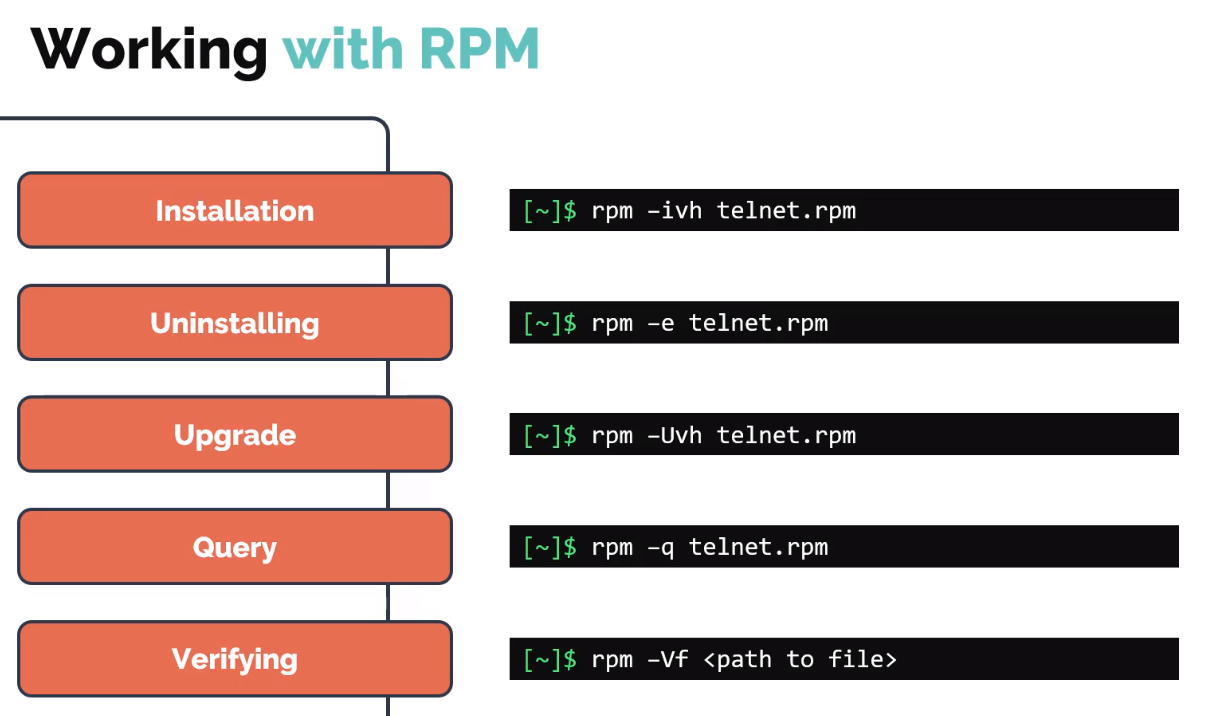 Working with RPM
Installation
[~]$ rpm -ivh telnet.rpm
Uninstalling
[~]$ rpm -e telnet.rpm
Upgrade
[~]$ rpm -Uvh telnet.rpm
Query
[~]$ rpm -q telnet.rpm
Verifying
[~]$ rpm -Vf <path to file>